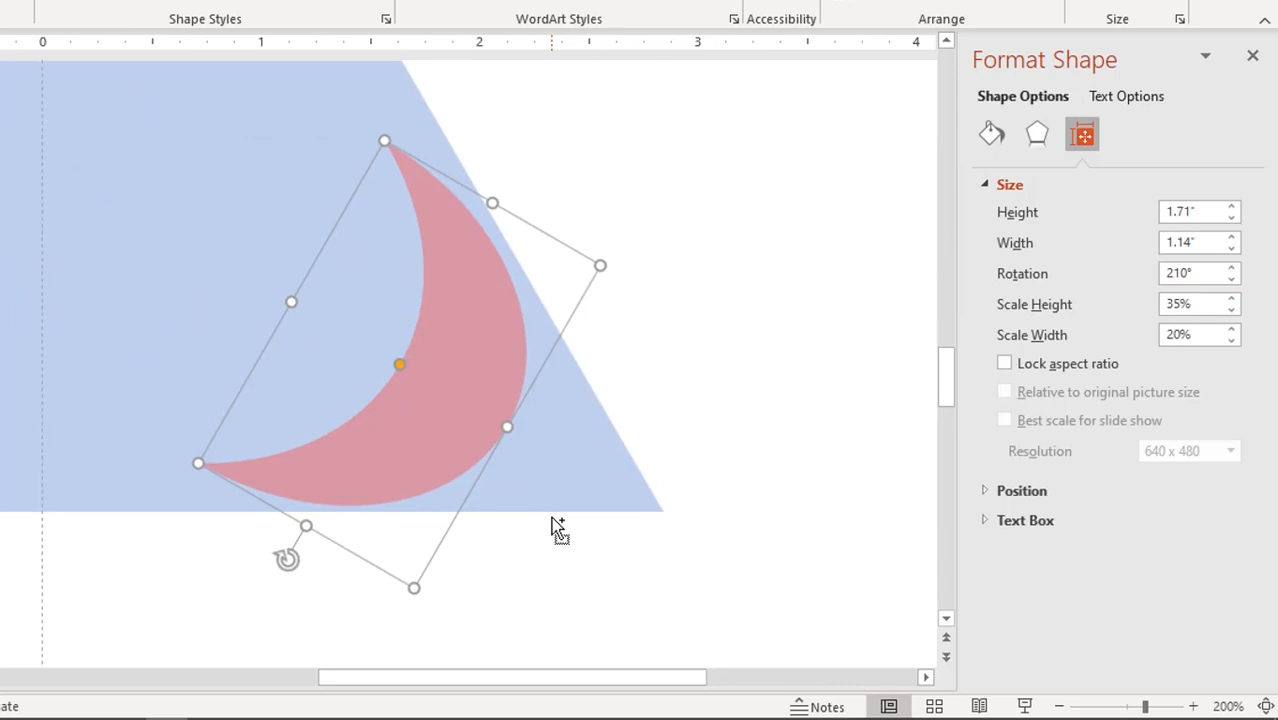 Shape Styles
WordArt Styles
Accessibility
Arrange
Size
0 1 2 3 4
Format Shape
Shape Options Text Options
Size
Height 1.71"
Width 1.14"
Rotation 210°
Scale Height 35%
Scale Width 20%
Lock aspect ratio
Relative to original picture size
Best scale for slide show
Resolution 640 x 480
Position
Text Box
ate
Notes
200%